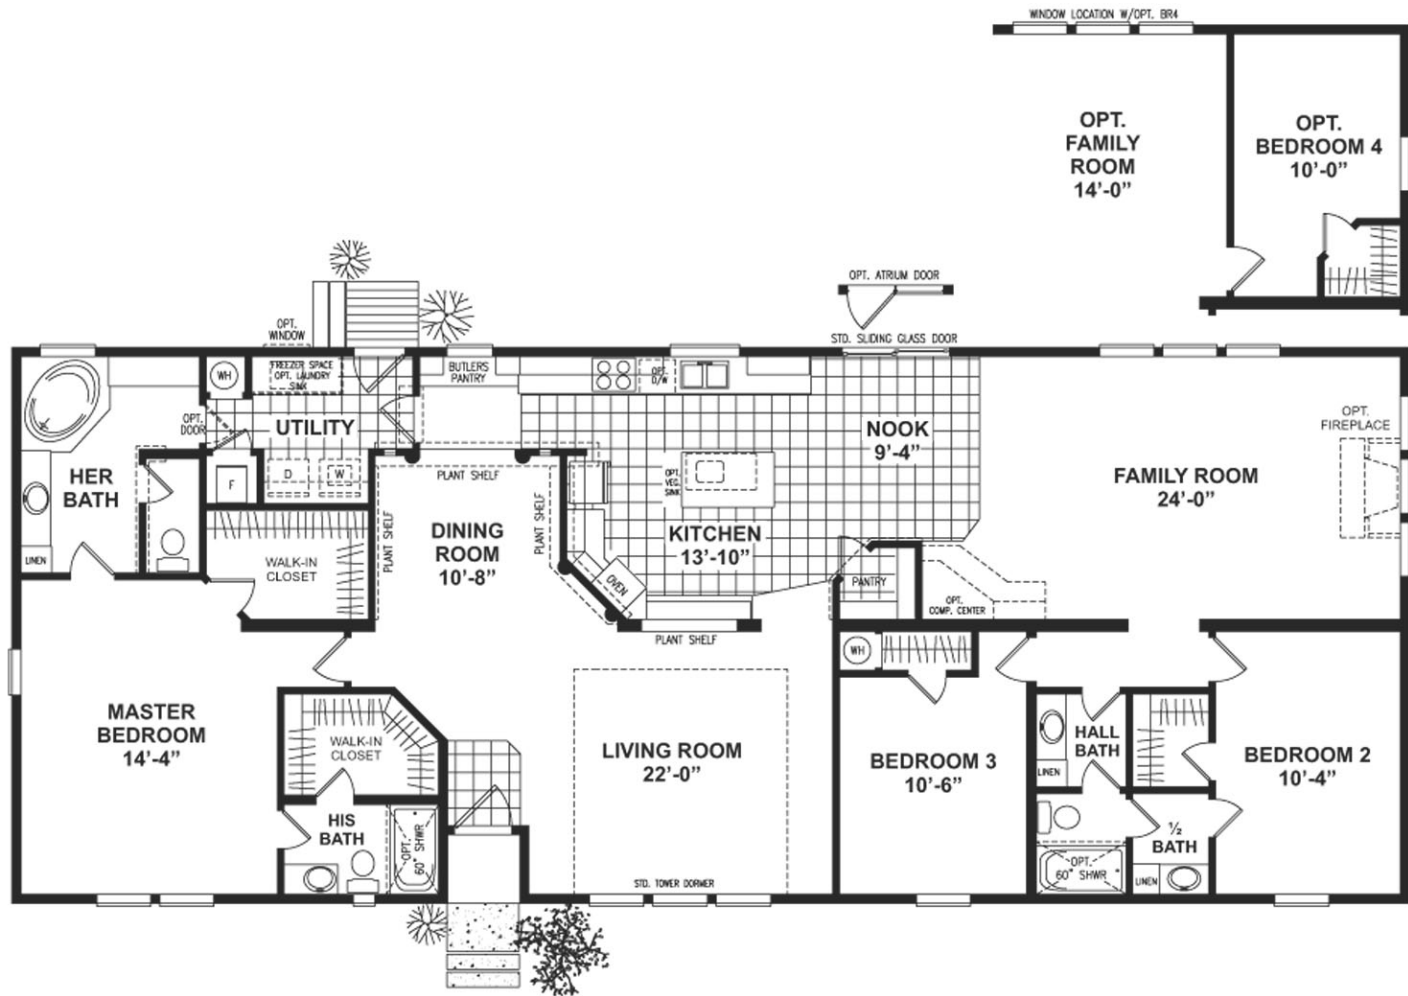 WINDOW LOCATION W/OPT. BR4
OPT.
FAMILY
ROOM
14'-0"
OPT.
BEDROOM 4
10'-0"
OPT. ATRIUM DOOR
STD. SLIDING GLASS DOOR
OPT.
WINDOW
WH
FREEZER SPACE
OPT. LAUNDRY
SINK
BUTLERS
PANTRY
OPT.
D/W
OPT.
DOOR
UTILITY
NOOK
9'-4"
OPT.
FIREPLACE
HER
BATH
F
D
W
PLANT SHELF
OPT.
VEG.
SINK
FAMILY ROOM
24'-0"
PLANT SHELF
DINING
ROOM
10'-8"
PLANT SHELF
KITCHEN
13'-10"
LINEN
WALK-IN
CLOSET
OVEN
PANTRY
OPT.
COMP. CENTER
PLANT SHELF
WH
MASTER
BEDROOM
14'-4"
WALK-IN
CLOSET
LIVING ROOM
22'-0"
BEDROOM 3
10'-6"
HALL
BATH
LINEN
BEDROOM 2
10'-4"
HIS
BATH
OPT.
60" SHWR
½
BATH
OPT.
60" SHWR
LINEN
STD. TOWER DORMER